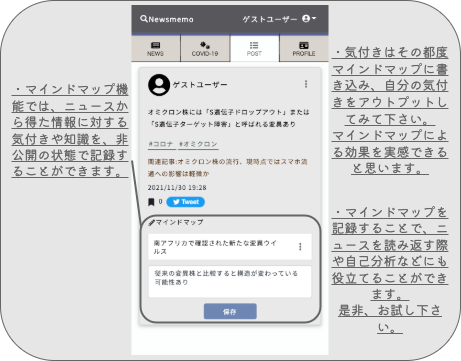 Newsmemo
ゲストユーザー
NEWS
COVID-19
POST
PROFILE
ゲストユーザー
オミクロン株には「S遺伝子ドロップアウト」または
「S遺伝子ターゲット障害」と呼ばれる変異あり
#コロナ #オミクロン
関連記事:オミクロン株の流行、現時点ではスマホ流
通への影響は軽微か
2021/11/30 19:28
0
Tweet
マインドマップ
南アフリカで確認された新たな変異ウイ
ルス
従来の変異株と比較すると構造が変わっている
可能性あり
保存
・マインドマップ機
能では、ニュースか
ら得た情報に対する
気付きや知識を、非
公開の状態で記録す
ることができます。
・気付きはその都度
マインドマップに書
き込み、自分の気付
きをアウトプットし
てみて下さい。
マインドマップによ
る効果を実感できる
と思います。
・マインドマップを
記録することで、ニ
ュースを読み返す際
や自己分析などにも
役立てることができ
ます。
是非、お試し下さ
い。